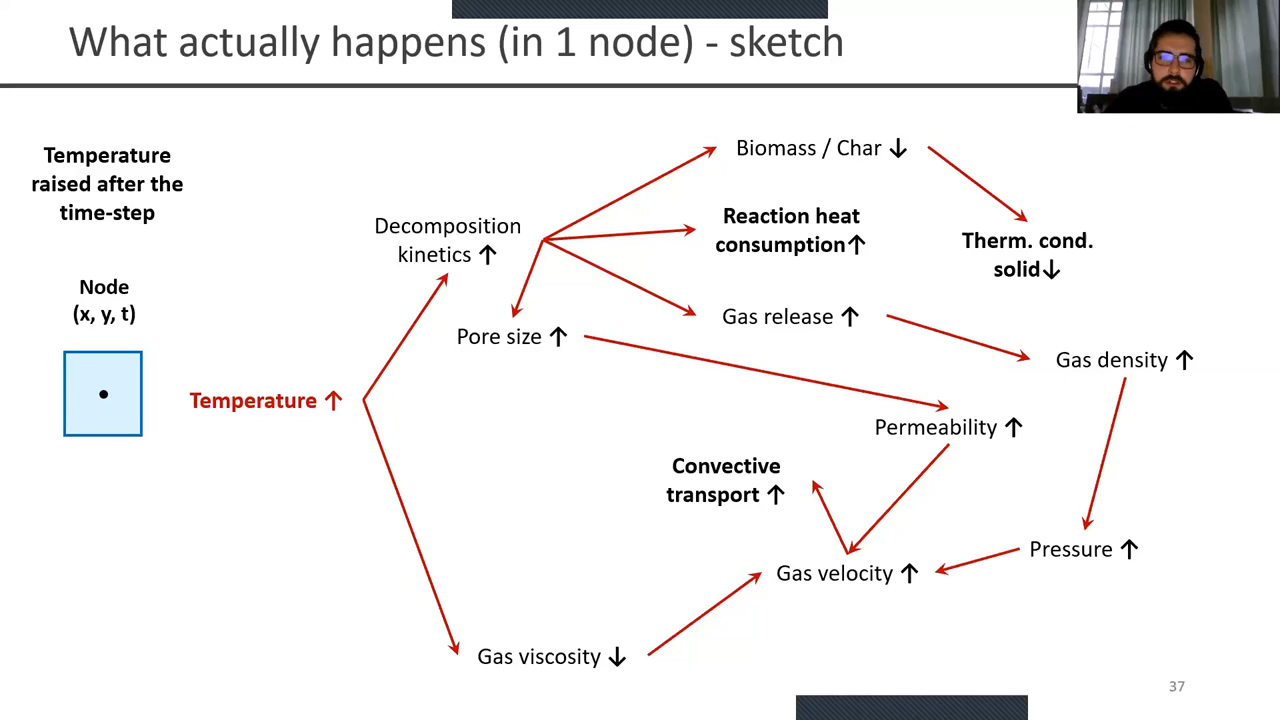 What actually happens (in 1 node) - sketch
Temperature
raised after the
time-step
Node
(x, y, t)
Temperature ↑
Decomposition
kinetics ↑
Pore size ↑
Biomass / Char ↓
Reaction heat
consumption↑
Gas release ↑
Therm. cond.
solid↓
Gas density ↑
Permeability ↑
Convective
transport ↑
Pressure ↑
Gas velocity ↑
Gas viscosity ↓
37